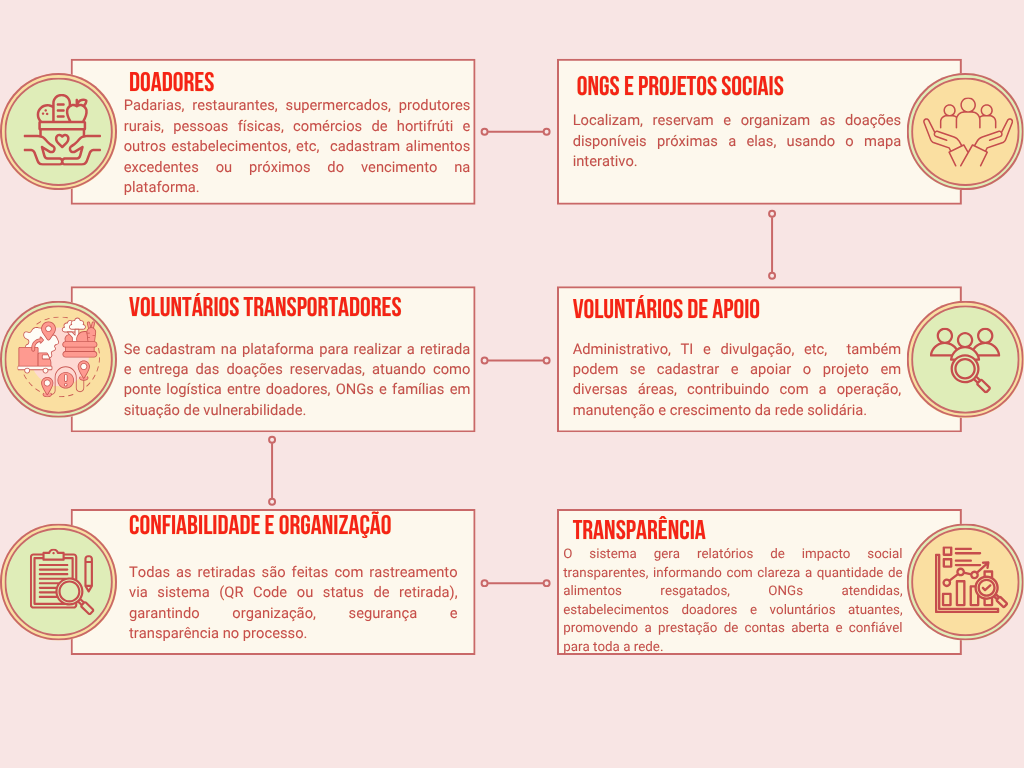 DOADORES
Padarias, restaurantes, supermercados, produtores
rurais, pessoas físicas, comércios de hortifrúti e
outros estabelecimentos, etc, cadastram alimentos
excedentes ou próximos do vencimento na
plataforma.
ONGS E PROJETOS SOCIAIS
Localizam, reservam e organizam as doações
disponíveis próximas a elas, usando o mapa
interativo.
VOLUNTÁRIOS TRANSPORTADORES
Se cadastram na plataforma para realizar a retirada
e entrega das doações reservadas, atuando como
ponte logística entre doadores, ONGs e famílias em
situação de vulnerabilidade.
VOLUNTÁRIOS DE APOIO
Administrativo, TI e divulgação, etc, também
podem se cadastrar e apoiar o projeto em
diversas áreas, contribuindo com a operação,
manutenção e crescimento da rede solidária.
CONFIABILIDADE E ORGANIZAÇÃO
Todas as retiradas são feitas com rastreamento
via sistema (QR Code ou status de retirada),
garantindo organização, segurança e
transparência no processo.
TRANSPARÊNCIA
O sistema gera relatórios de impacto social
transparentes, informando com clareza a quantidade de
alimentos resgatados, ONGs atendidas,
estabelecimentos doadores e voluntários atuantes,
promovendo a prestação de contas aberta e confiável
para toda a rede.